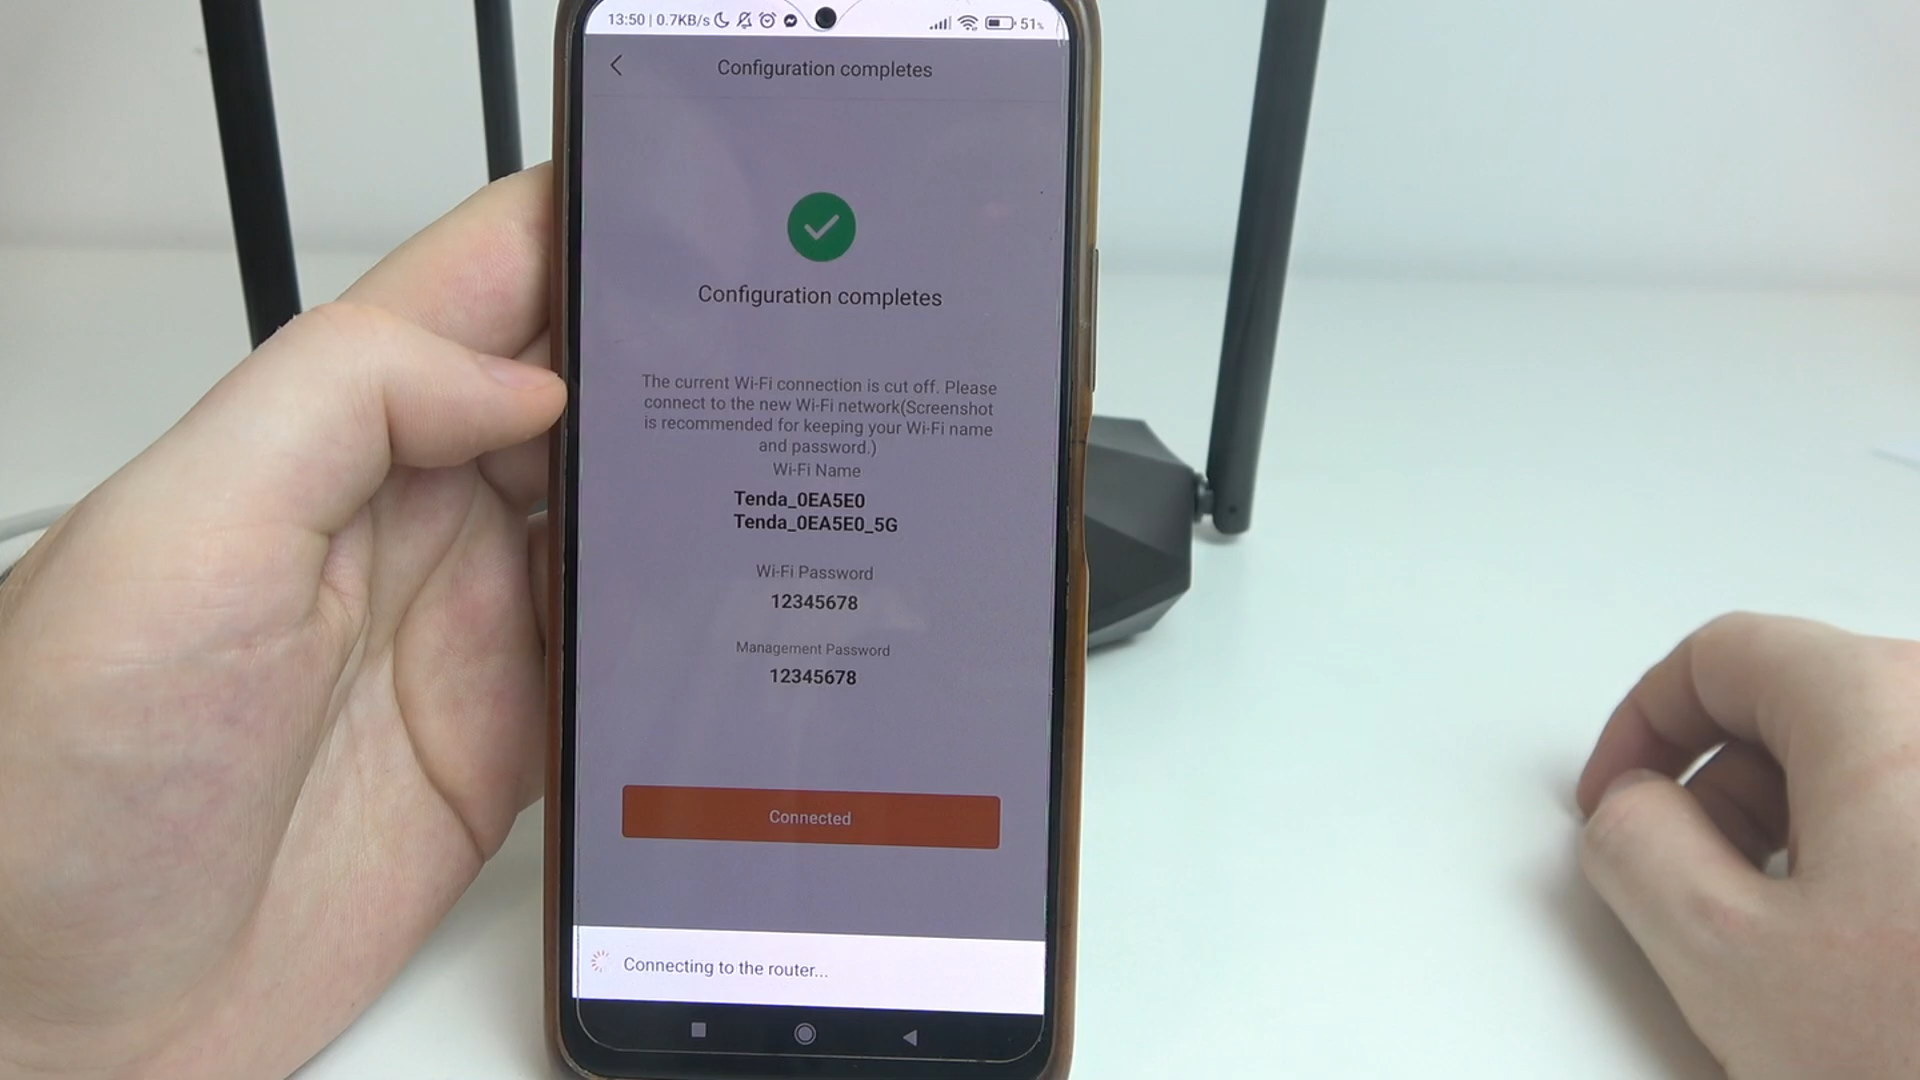 13:50 | 0.7KB/s 51%
Configuration completes
Configuration completes
The current Wi-Fi connection is cut off. Please
connect to the new Wi-Fi network(Screenshot
is recommended for keeping your Wi-Fi name
and password.)
Wi-Fi Name
Tenda_0EA5E0
Tenda_0EA5E0_5G
Wi-Fi Password
12345678
Management Password
12345678
Connected
Connecting to the router...